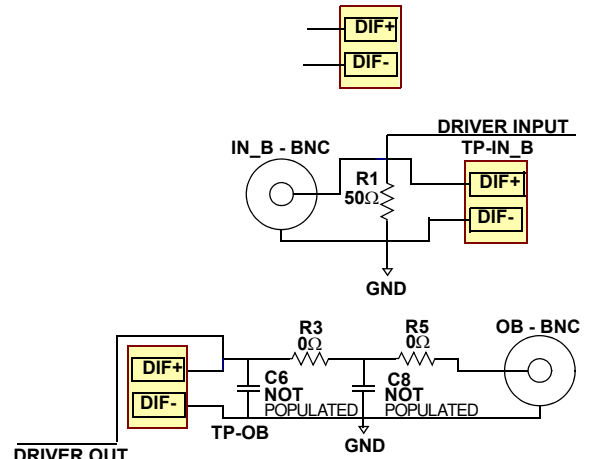 DIF+
DIF-
DRIVER INPUT
IN_B - BNC
TP-IN_B
R1
50Ω
DIF+
DIF-
GND
R3
0Ω
R5
0Ω
OB - BNC
DIF+
DIF-
C6
NOT
POPULATED
C8
NOT
POPULATED
TP-OB
GND
DRIVER OUT